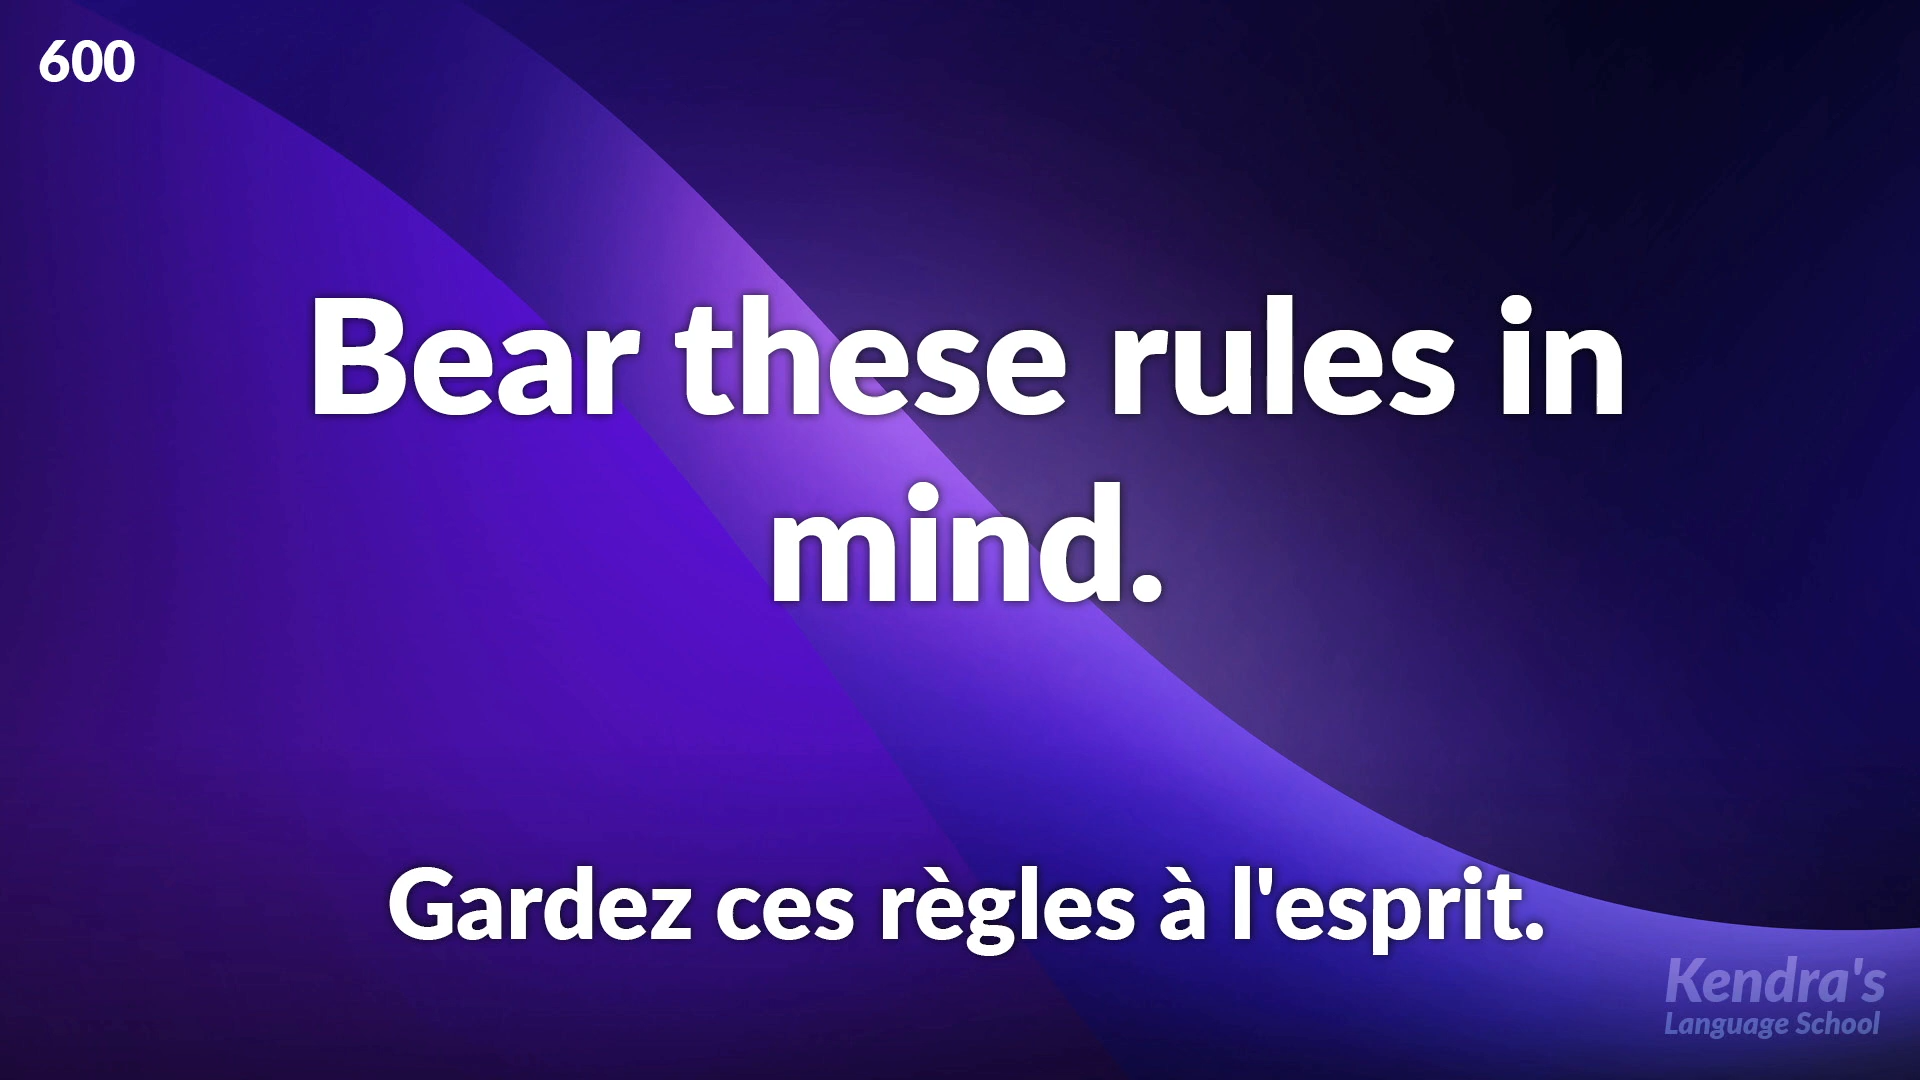 600
Bear these rules in
mind.
Gardez ces règles à l'esprit.
Kendra's
Language School